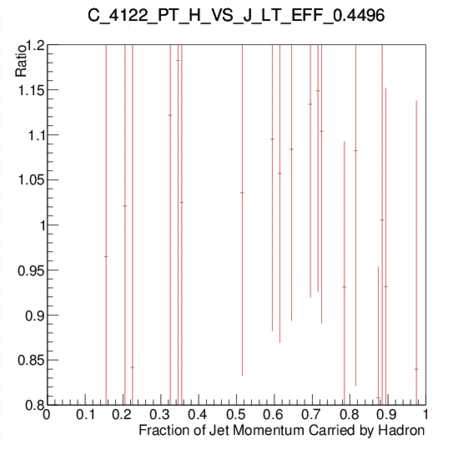 C_4122_PT_H_VS_J_LT_EFF_0.4496
Ratio
1.2
1.15
1.1
1.05
1
0.95
0.9
0.85
0.8
0 0.1 0.2 0.3 0.4 0.5 0.6 0.7 0.8 0.9 1
Fraction of Jet Momentum Carried by Hadron